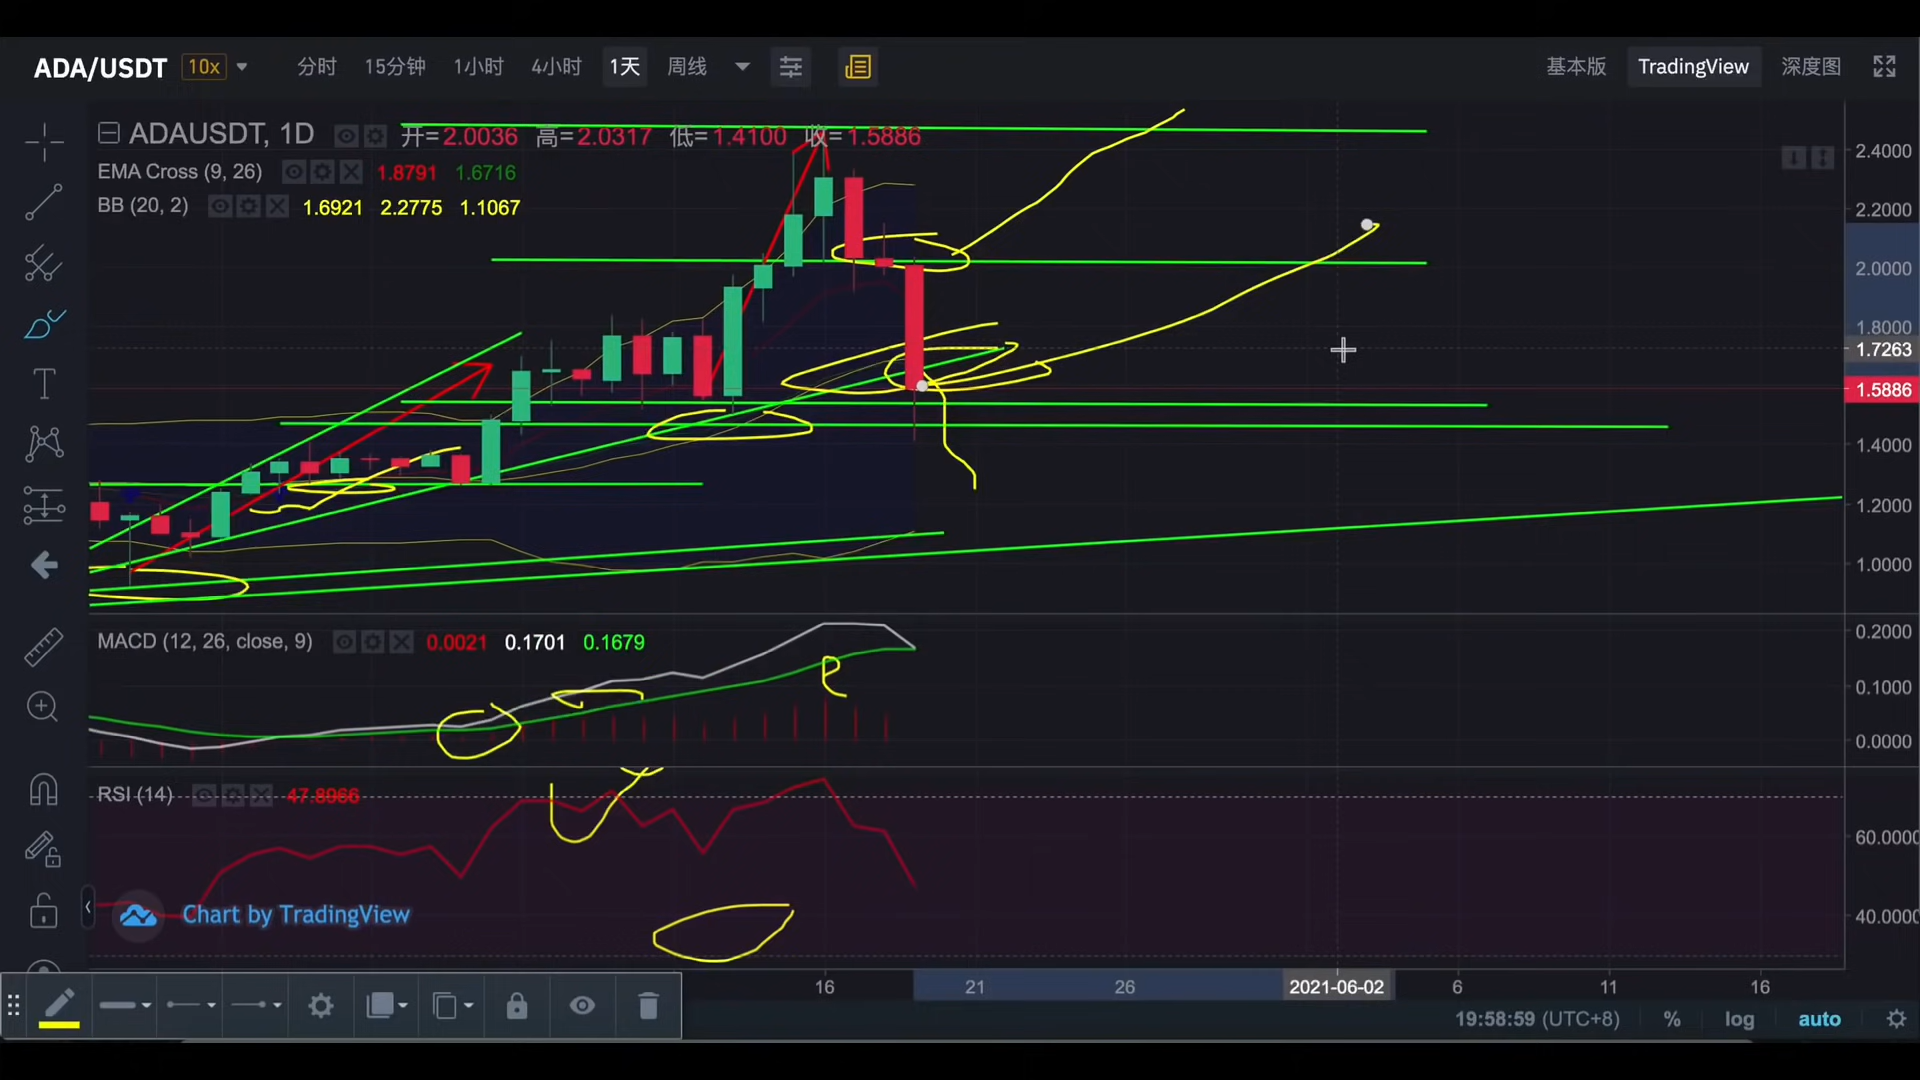 ADA/USDT 10x 分时 15分钟 1小时 4小时 1天 周线 基本版 TradingView 深度图
ADAUSDT, 1D 开=2.0036 高=2.0317 低=1.4100 收=1.5886
EMA Cross (9, 26) 1.8791 1.6716
BB (20, 2) 1.6921 2.2775 1.1067
2.4000
2.2000
2.0000
1.8000
1.7263
1.5886
1.4000
1.2000
1.0000
MACD (12, 26, close, 9) 0.0021 0.1701 0.1679
0.2000
0.1000
0.0000
RSI (14) 47.8966
60.0000
40.0000
Chart by TradingView
16 21 26 2021-06-02 6 11 16
19:58:59 (UTC+8) % log auto